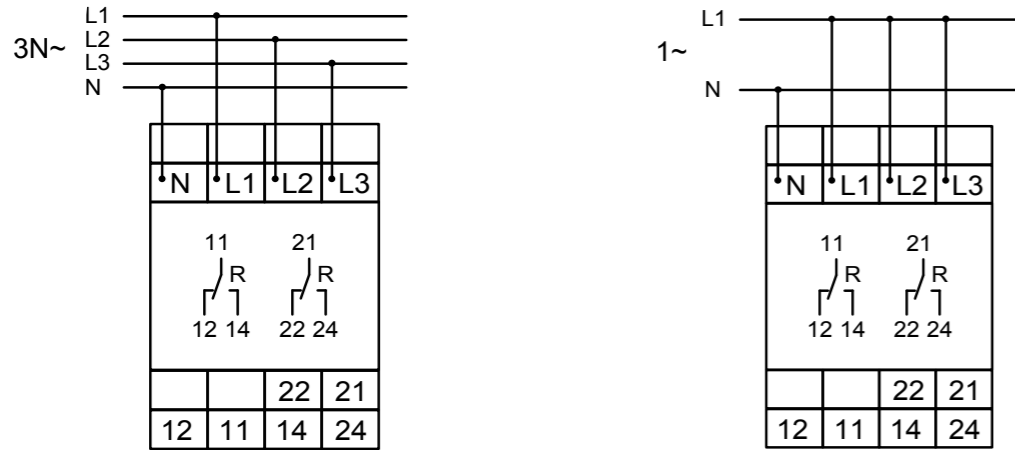 L1
L2
3N~
L3
N
N L1 L2 L3
11 21
R R
12 14 22 24
22 21
12 11 14 24
L1
1~
N
N L1 L2 L3
11 21
R R
12 14 22 24
22 21
12 11 14 24